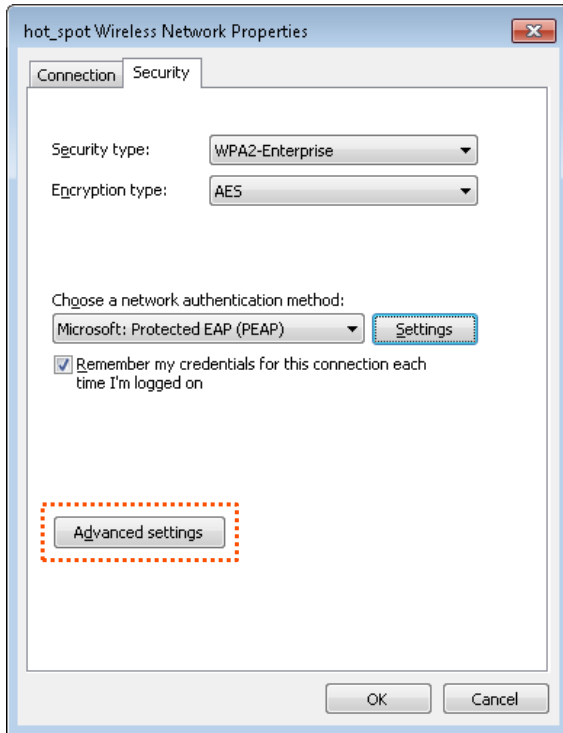 hot_spot Wireless Network Properties
Connection Security
Security type: WPA2-Enterprise
Encryption type: AES
Choose a network authentication method:
Microsoft: Protected EAP (PEAP) Settings
Remember my credentials for this connection each
time I'm logged on
Advanced settings
OK Cancel